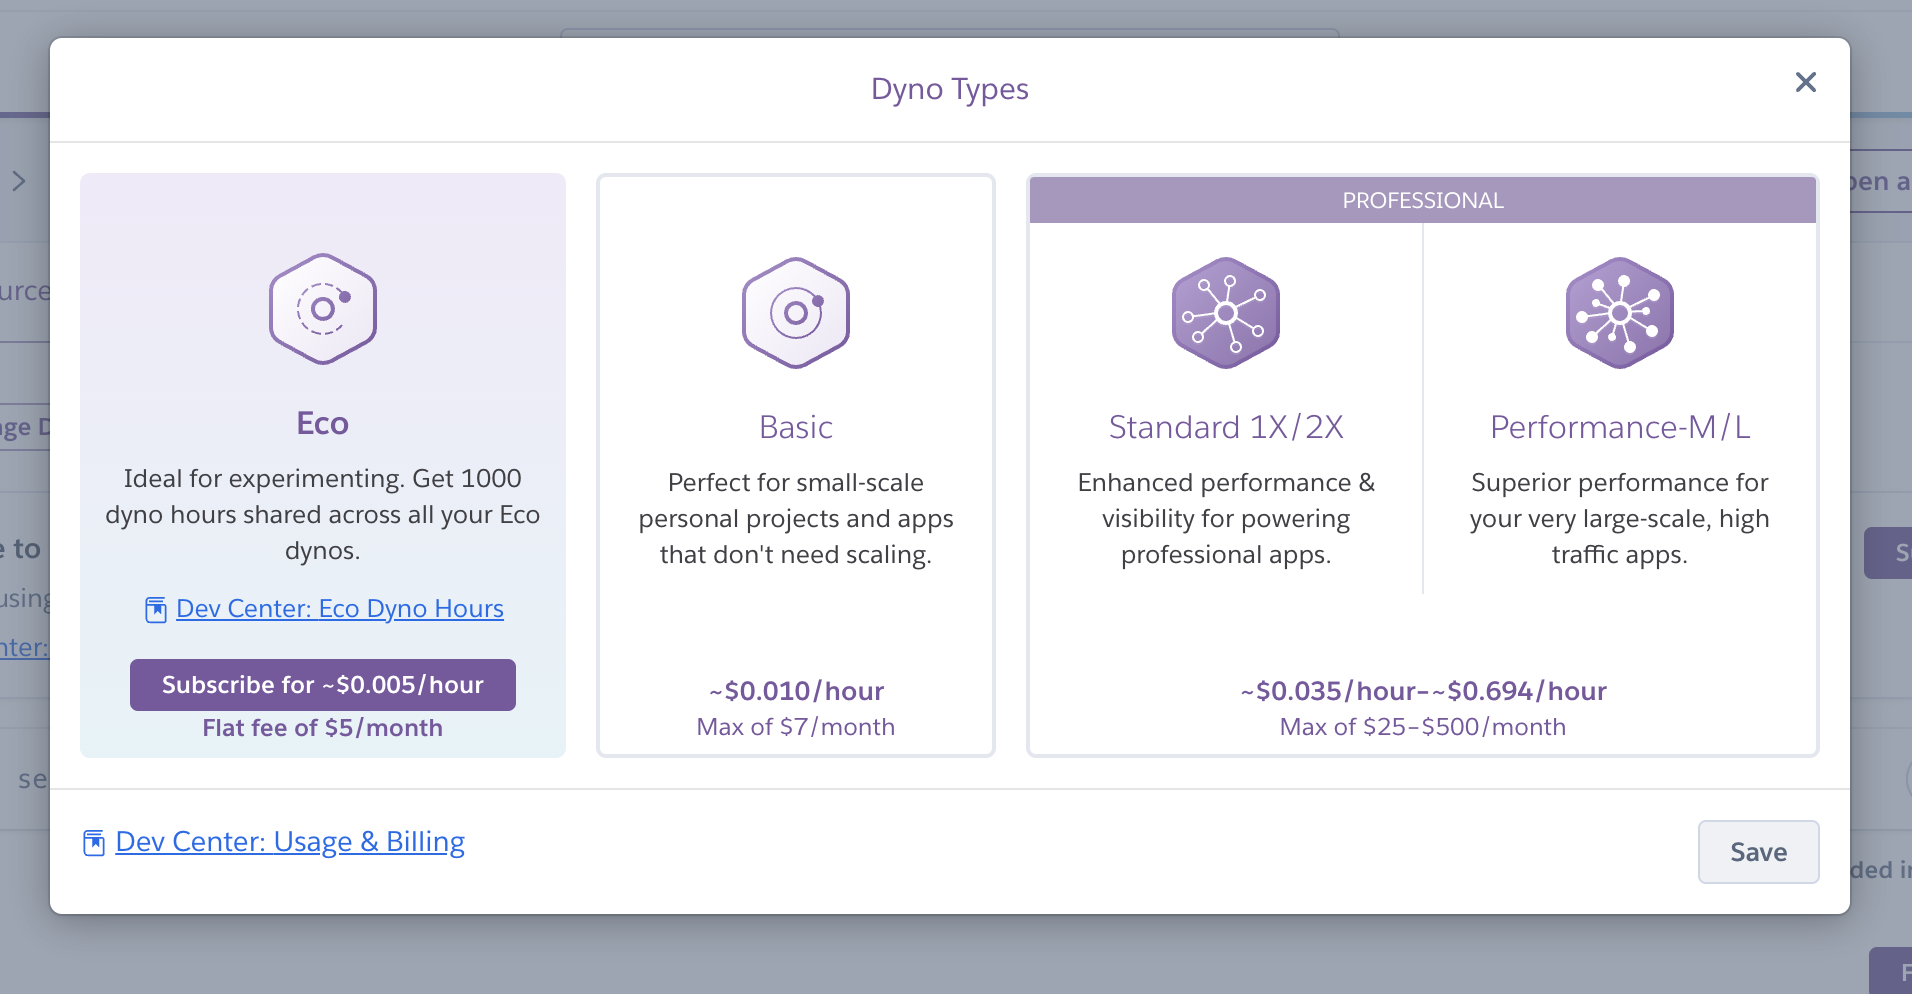 Dyno Types
Eco
Ideal for experimenting. Get 1000
dyno hours shared across all your Eco
dynos.
Dev Center: Eco Dyno Hours
Subscribe for ~$0.005/hour
Flat fee of $5/month
Basic
Perfect for small-scale
personal projects and apps
that don't need scaling.
~$0.010/hour
Max of $7/month
PROFESSIONAL
Standard 1X/2X
Enhanced performance &
visibility for powering
professional apps.
Performance-M/L
Superior performance for
your very large-scale, high
traffic apps.
~$0.035/hour–~$0.694/hour
Max of $25–$500/month
Dev Center: Usage & Billing
Save
to